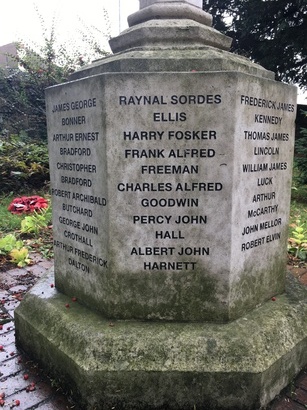 JAMES GEORGE
BONNER
ARTHUR ERNEST
BRADFORD
CHRISTOPHER
BRADFORD
ROBERT ARCHIBALD
BUTCHARD
GEORGE JOHN
CROTHALL
ARTHUR FREDERICK
DALTON
RAYNAL SORDES
ELLIS
HARRY FOSKER
FRANK ALFRED
FREEMAN
CHARLES ALFRED
GOODWIN
PERCY JOHN
HALL
ALBERT JOHN
HARNETT
FREDERICK JAMES
KENNEDY
THOMAS JAMES
LINCOLN
WILLIAM JAMES
LUCK
ARTHUR
McCARTHY
JOHN MELLOR
ROBERT ELVIN